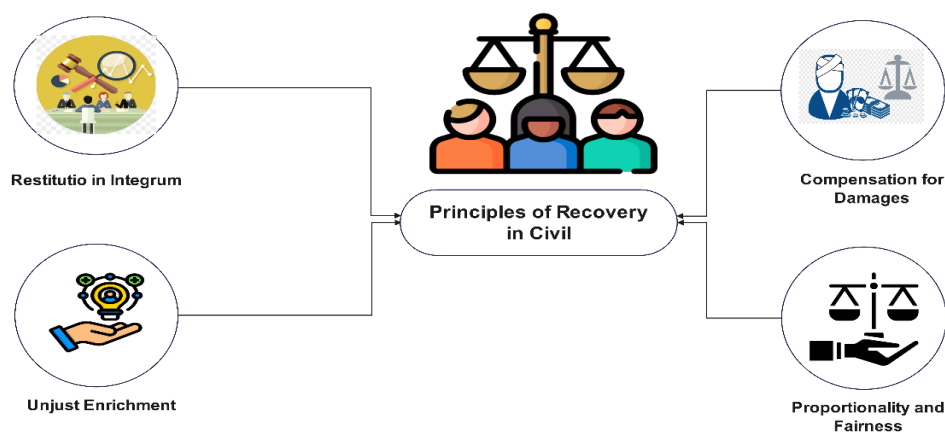 Restitutio in Integrum
Unjust Enrichment
Principles of Recovery
in Civil
Compensation for
Damages
Proportionality and
Fairness